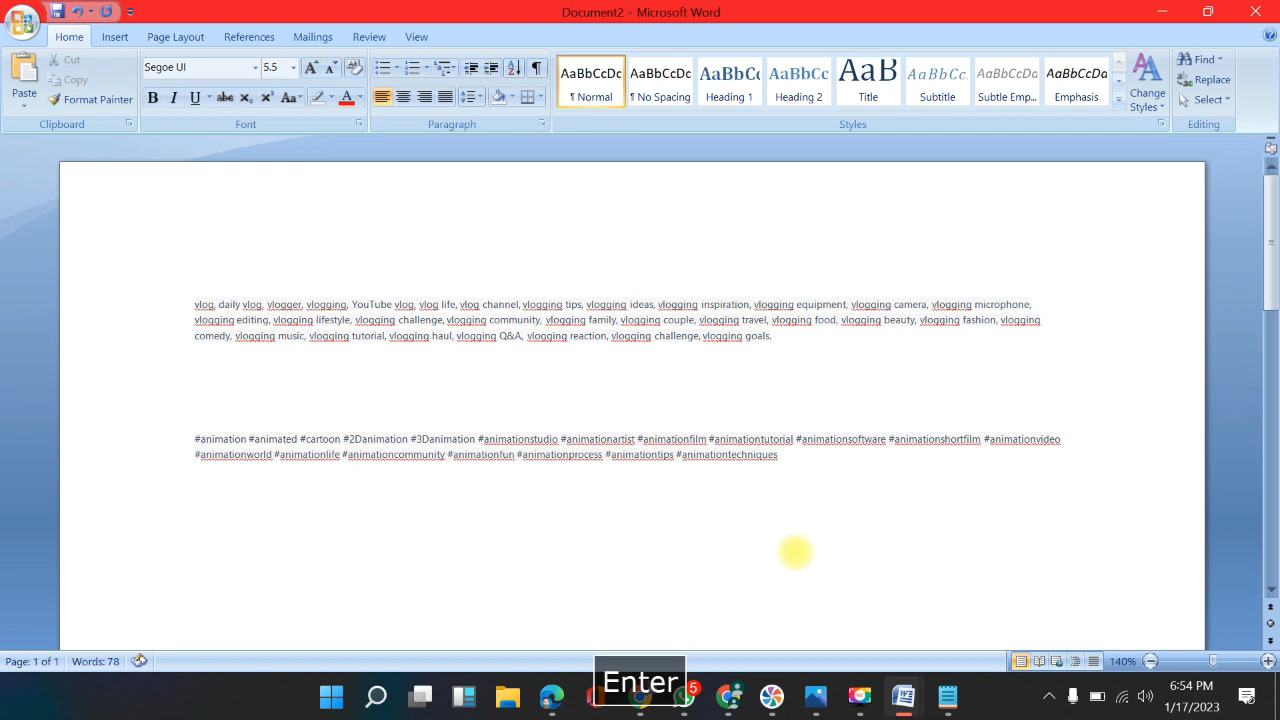 Document2 - Microsoft Word
Home Insert Page Layout References Mailings Review View
Paste
Cut
Copy
Format Painter
Segoe UI 5.5
AaBbCcDc AaBbCcDc AaBbCc AaBbCc AaB AaBbCc. AaBbCcDa AaBbCcDa
¶ Normal ¶ No Spacing Heading 1 Heading 2 Title Subtitle Subtle Emp... Emphasis
Change Styles
Find
Replace
Select
Clipboard Font Paragraph Styles Editing
vlog, daily vlog, vlogger, vlogging, YouTube vlog, vlog life, vlog channel, vlogging tips, vlogging ideas, vlogging inspiration, vlogging equipment, vlogging camera, vlogging microphone,
vlogging editing, vlogging lifestyle, vlogging challenge, vlogging community, vlogging family, vlogging couple, vlogging travel, vlogging food, vlogging beauty, vlogging fashion, vlogging
comedy, vlogging music, vlogging tutorial, vlogging haul, vlogging Q&A, vlogging reaction, vlogging challenge, vlogging goals.
#animation #animated #cartoon #2Danimation #3Danimation #animationstudio #animationartist #animationfilm #animationtutorial #animationsoftware #animationshortfilm #animationvideo
#animationworld #animationlife #animationcommunity #animationfun #animationprocess #animationtips #animationtechniques
Page: 1 of 1 Words: 78 140%
Enter
5
6:54 PM
1/17/2023